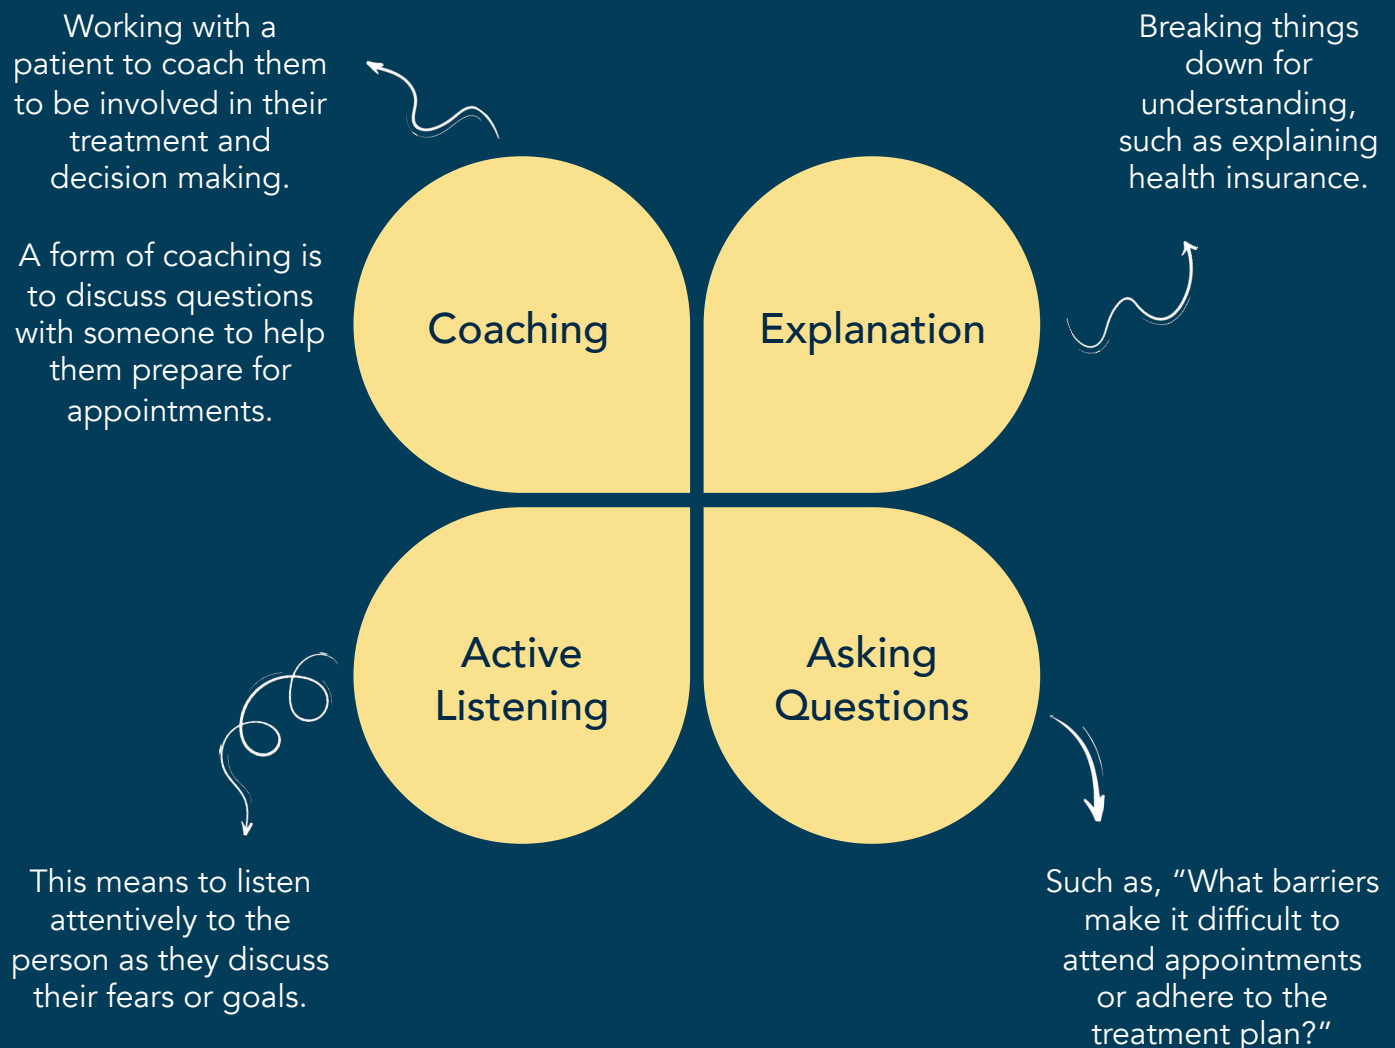 Working with a
patient to coach them
to be involved in their
treatment and
decision making.
A form of coaching is
to discuss questions
with someone to help
them prepare for
appointments.
Coaching
Breaking things
down for
understanding,
such as explaining
health insurance.
Explanation
Active
Listening
This means to listen
attentively to the
person as they discuss
their fears or goals.
Asking
Questions
Such as, “What barriers
make it difficult to
attend appointments
or adhere to the
treatment plan?”